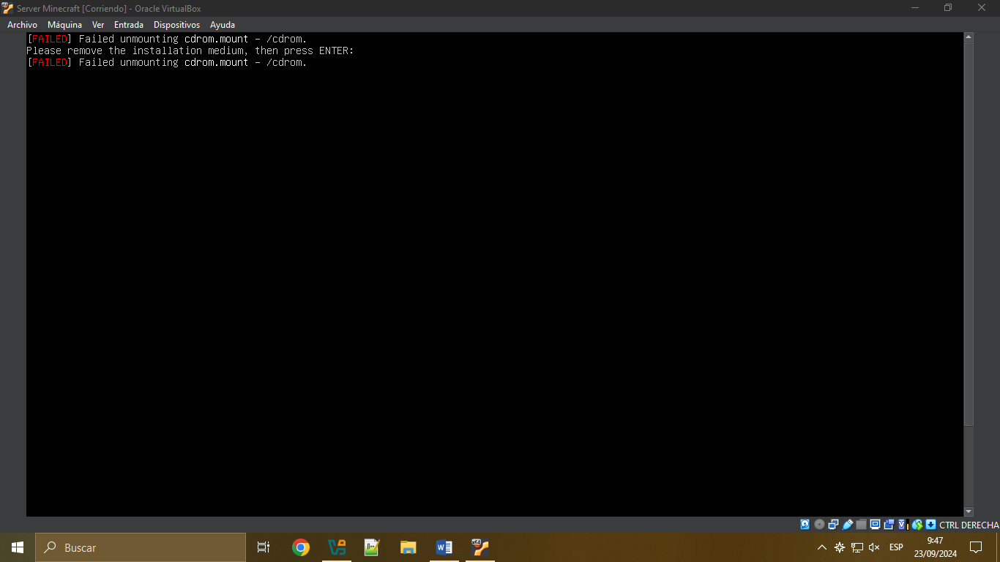 Server Minecraft [Corriendo] - Oracle VirtualBox
Archivo Máquina Ver Entrada Dispositivos Ayuda
[FAILED] Failed unmounting cdrom.mount - /cdrom.
Please remove the installation medium, then press ENTER:
[FAILED] Failed unmounting cdrom.mount - /cdrom.
CTRL DERECHA
Buscar
ESP
9:47
23/09/2024